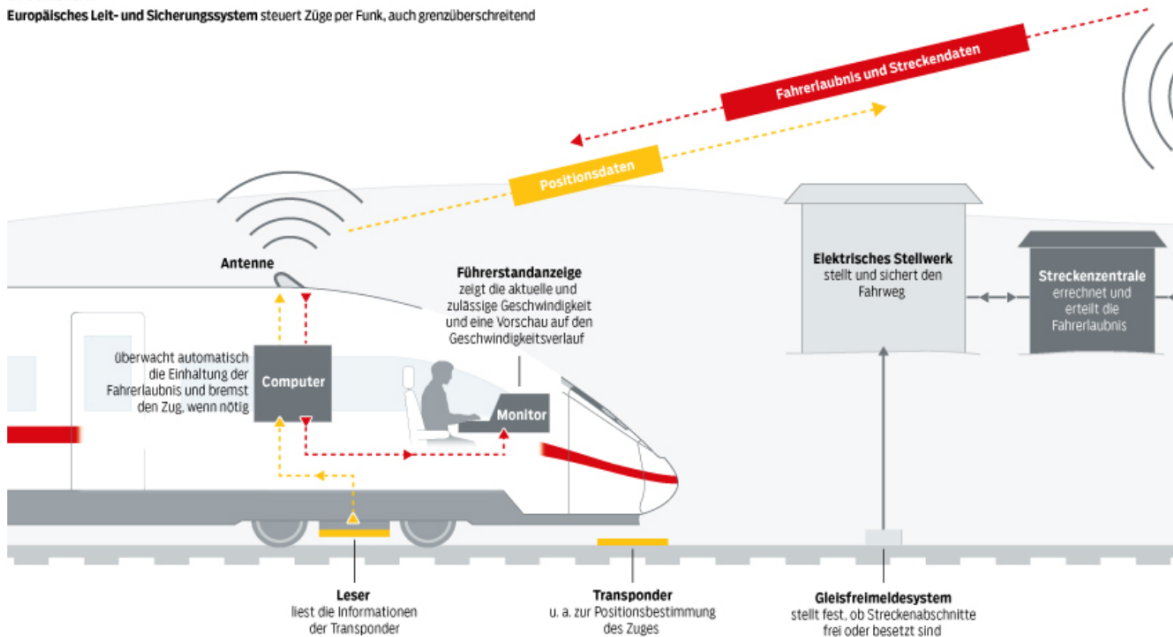 Europäisches Leit- und Sicherungssystem steuert Züge per Funk, auch grenzüberschreitend
Fahrerlaubnis und Streckendaten
Positionsdaten
Antenne
Führerstandanzeige
zeigt die aktuelle und
zulässige Geschwindigkeit
und eine Vorschau auf den
Geschwindigkeitsverlauf
Elektrisches Stellwerk
stellt und sichert den
Fahrweg
Streckenzentrale
errechnet und
erteilt die
Fahrerlaubnis
überwacht automatisch
die Einhaltung der
Fahrerlaubnis und bremst
den Zug, wenn nötig
Computer
Monitor
Leser
liest die Informationen
der Transponder
Transponder
u. a. zur Positionsbestimmung
des Zuges
Gleisfreimeldesystem
stellt fest, ob Streckenabschnitte
frei oder besetzt sind